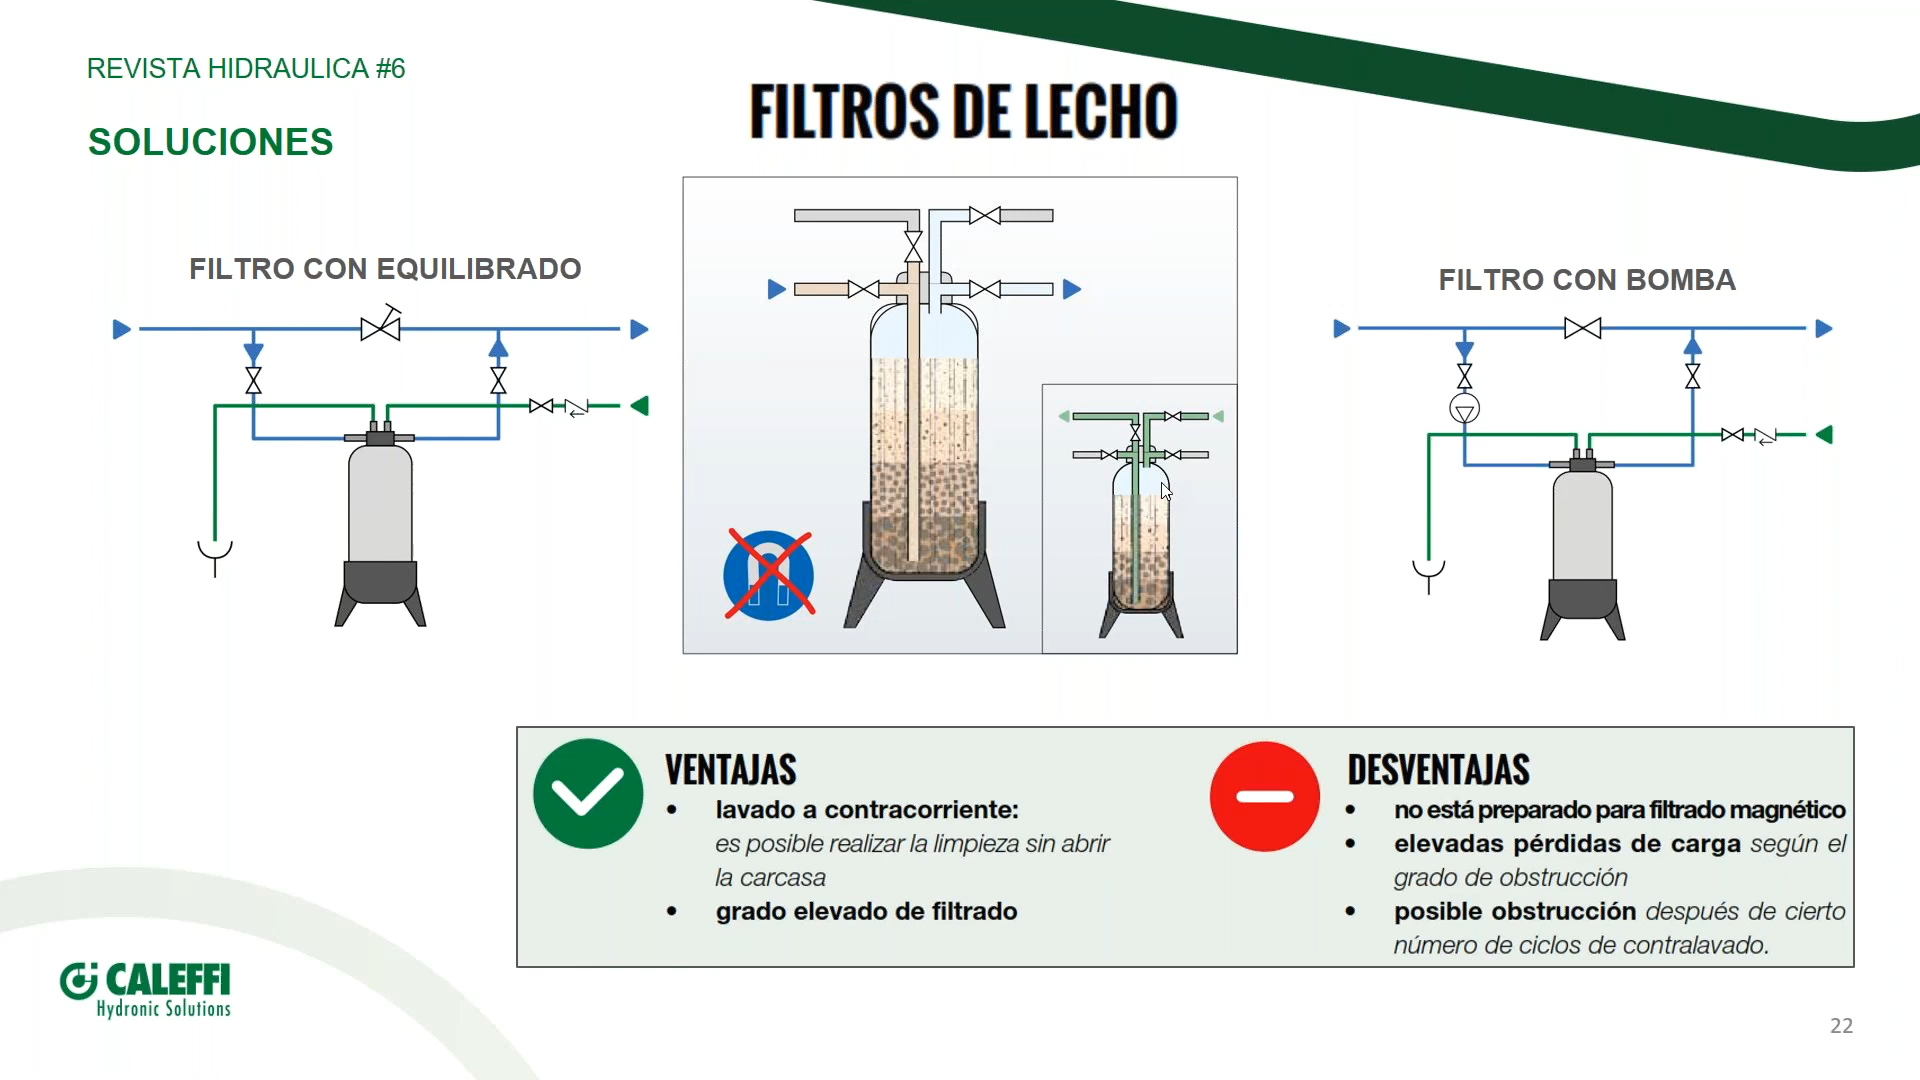 REVISTA HIDRAULICA #6
SOLUCIONES
FILTROS DE LECHO
FILTRO CON EQUILIBRADO
FILTRO CON BOMBA
VENTAJAS
• lavado a contracorriente:
es posible realizar la limpieza sin abrir
la carcasa
• grado elevado de filtrado
DESVENTAJAS
• no está preparado para filtrado magnético
• elevadas pérdidas de carga según el
grado de obstrucción
• posible obstrucción después de cierto
número de ciclos de contralavado.
CALEFFI
Hydronic Solutions
22